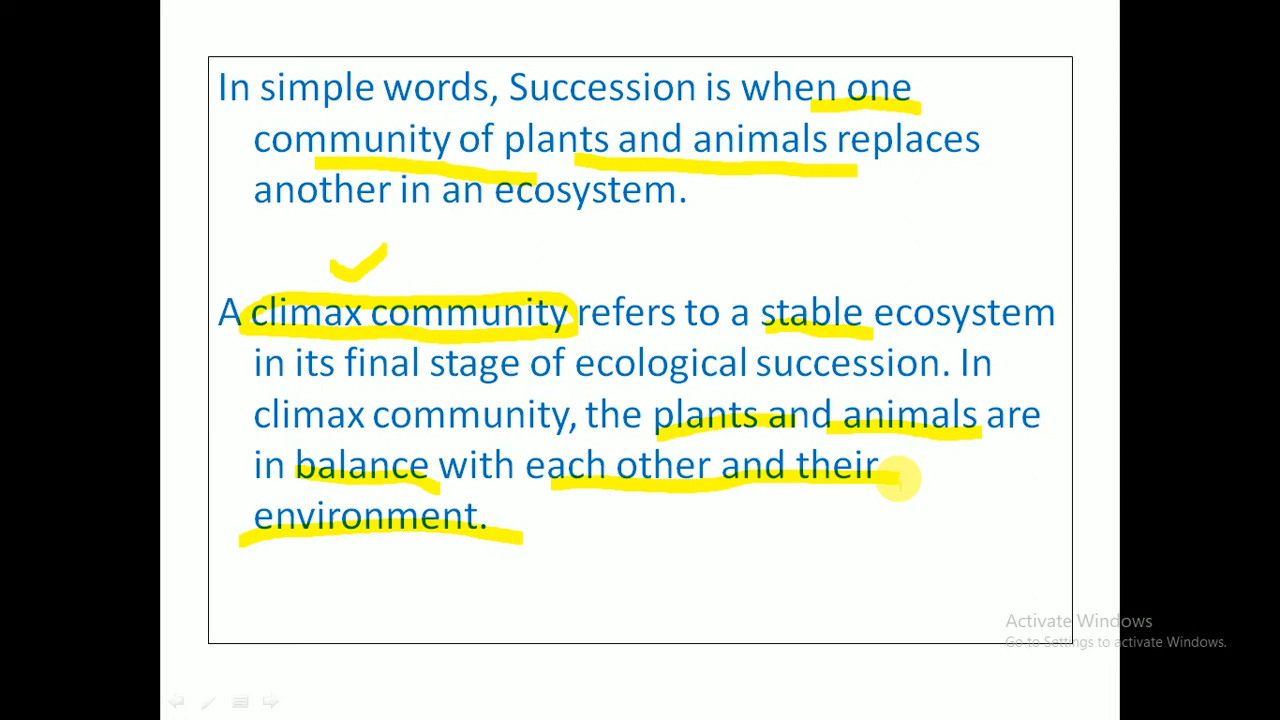 In simple words, Succession is when one
community of plants and animals replaces
another in an ecosystem.
A climax community refers to a stable ecosystem
in its final stage of ecological succession. In
climax community, the plants and animals are
in balance with each other and their
environment.
Activate Windows
Go to Settings to activate Windows.